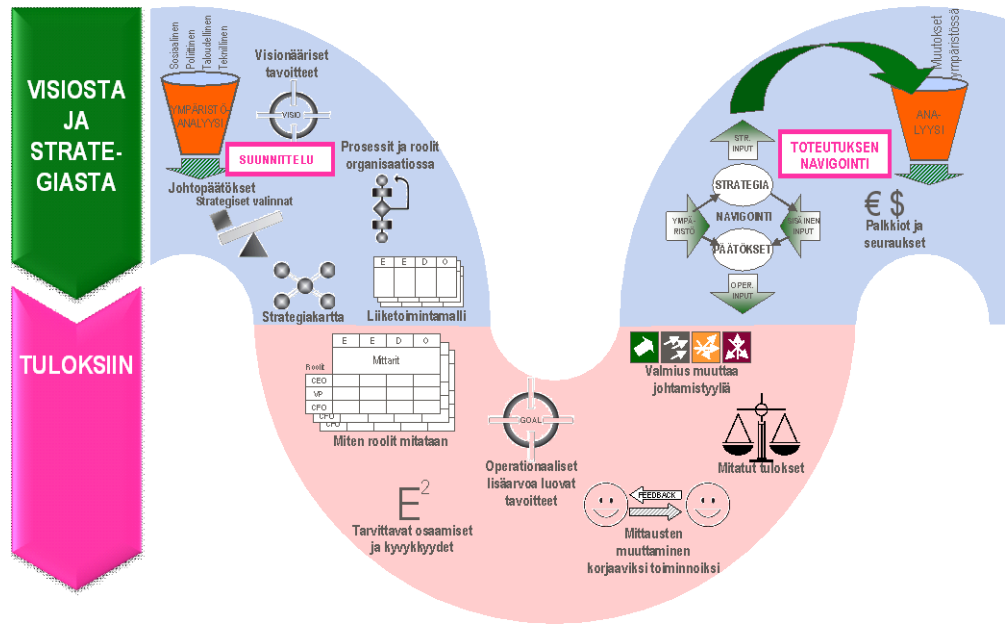 VISIOSTA
JA
STRATE-
GIASTA
TULOKSIIN
Sosiaalinen
Poliittinen
Taloudellinen
Teknillinen
YMPÄRISTÖ-
ANALYYSI
Visionääriset
tavoitteet
VISIO
SUUNNITTELU
Prosessit ja roolit
organisaatiossa
Johtopäätökset
Strategiset valinnat
Strategiakartta
E E D O
Liiketoimintamalli
E E D O
Mittarit
Roolit
CEO
VP
CFO
CFO
CFO
Miten roolit mitataan
E2
Tarvittavat osaamiset
ja kyvykkyydet
GOAL
Operationaaliset
lisäarvoa luovat
tavoitteet
FEEDBACK
Mittausten
muuttaminen
korjaaviksi toiminnoiksi
Mitatut tulokset
Valmius muuttaa
johtamistyyliä
STR.
INPUT
STRATEGIA
NAVIGOINTI
YMPÄ-
RISTÖ
SISÄINEN
INPUT
PÄÄTÖKSET
OPER.
INPUT
TOTEUTUKSEN
NAVIGOINTI
Muutokset
ympäristössä
ANA-
LYYSI
€ $
Palkkiot ja
seuraukset